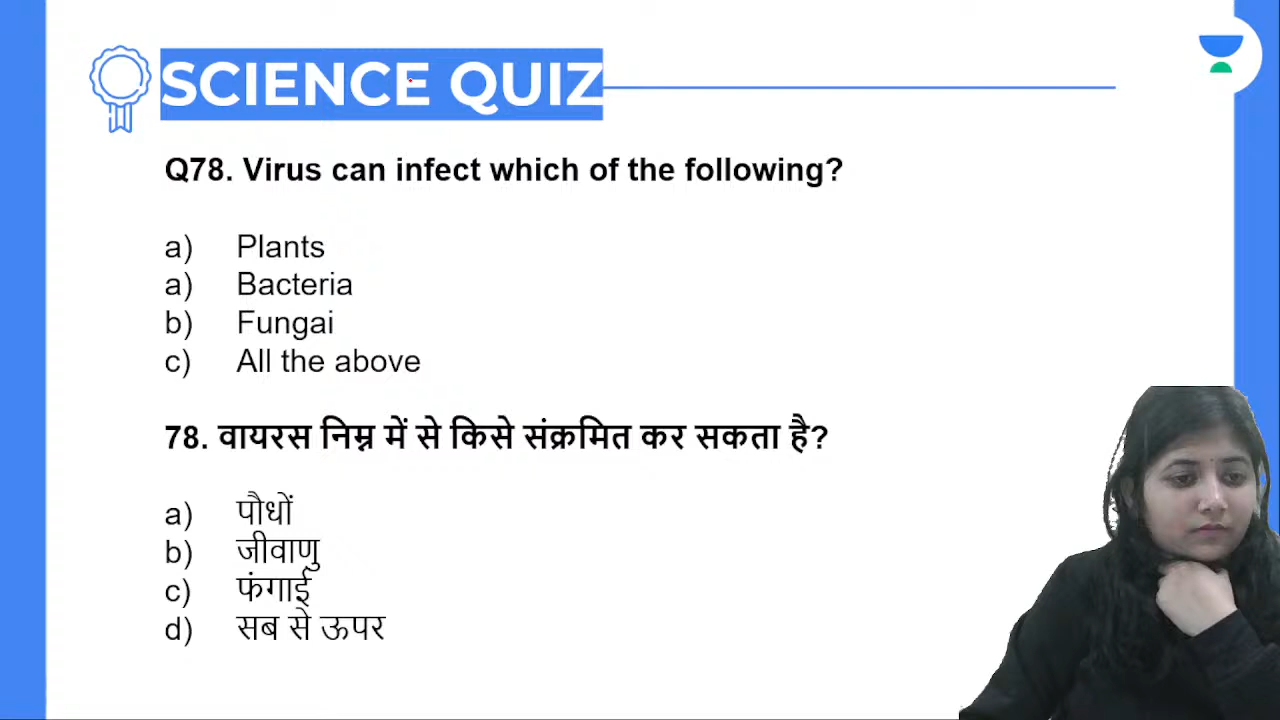 SCIENCE QUIZ
Q78. Virus can infect which of the following?
a) Plants
a) Bacteria
b) Fungai
c) All the above
78. वायरस निम्न में से किसे संक्रमित कर सकता है?
a) पौधों
b) जीवाणु
c) फंगाई
d) सब से ऊपर